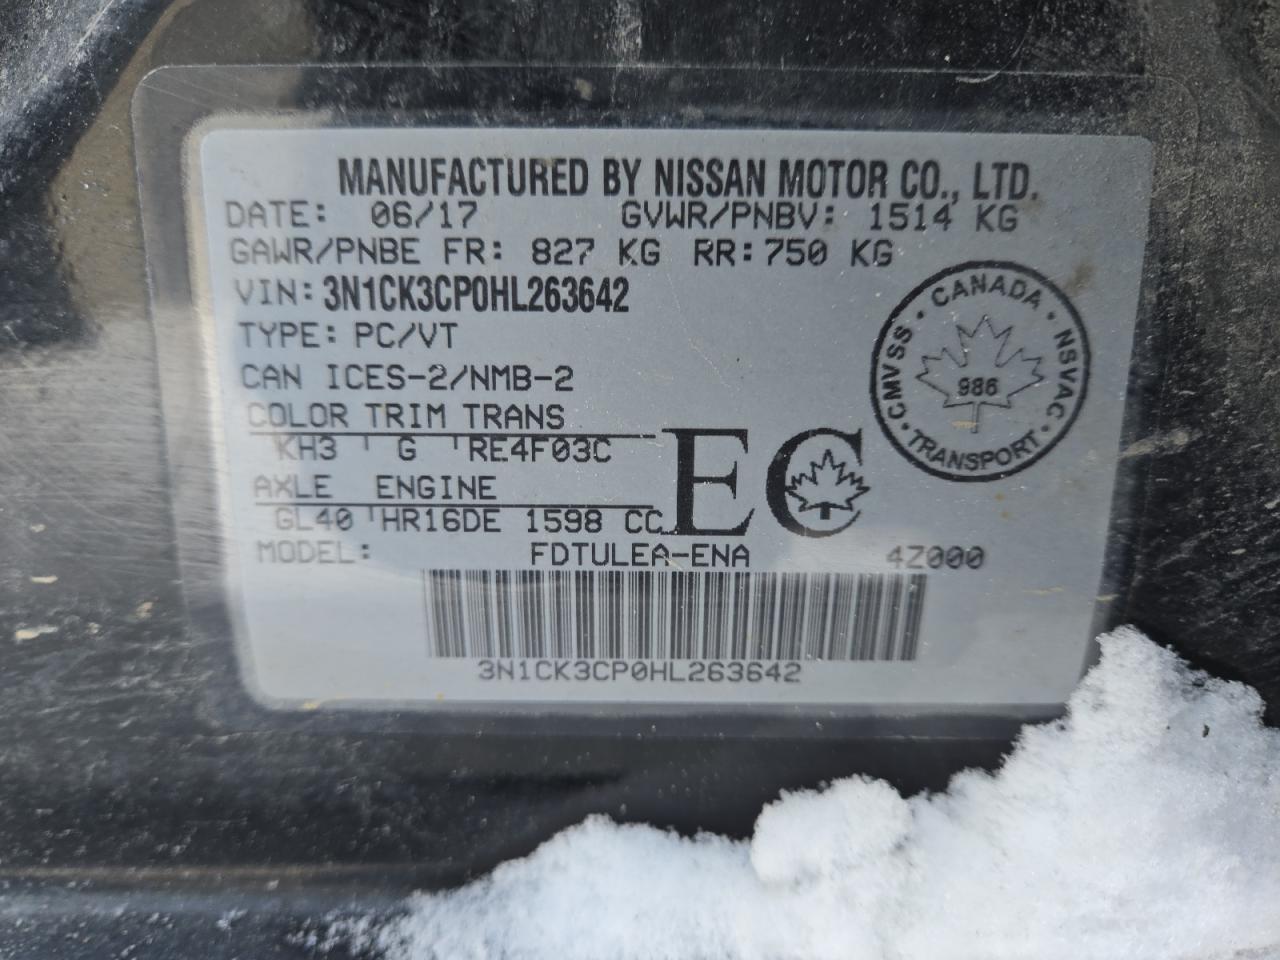 MANUFACTURED BY NISSAN MOTOR CO., LTD.
DATE: 06/17 GVWR/PNBV: 1514 KG
GAWR/PNBE FR: 827 KG RR: 750 KG
VIN: 3N1CK3CP0HL263642
TYPE: PC/VT
CAN ICES-2/NMB-2
COLOR TRIM TRANS
KH3 G RE4F03C
AXLE ENGINE
GL40 HR16DE 1598 CC
EC
MODEL: FDTULEA-ENA 4Z000
3N1CK3CP0HL263642
CANADA · NSVAC · TRANSPORT · CMVSS ·
986